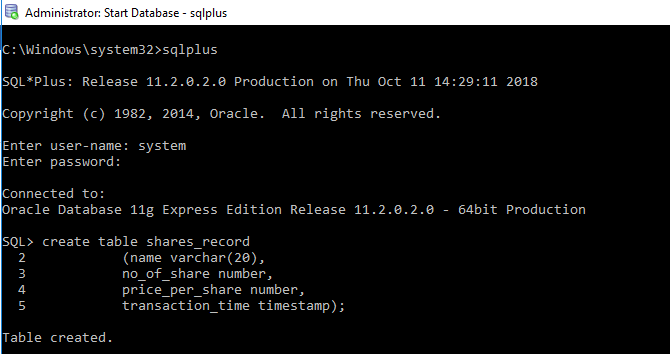 Administrator: Start Database - sqlplus
C:\Windows\system32>sqlplus
SQL*Plus: Release 11.2.0.2.0 Production on Thu Oct 11 14:29:11 2018
Copyright (c) 1982, 2014, Oracle.  All rights reserved.
Enter user-name: system
Enter password:
Connected to:
Oracle Database 11g Express Edition Release 11.2.0.2.0 - 64bit Production
SQL> create table shares_record
  2            (name varchar(20),
  3            no_of_share number,
  4            price_per_share number,
  5            transaction_time timestamp);
Table created.